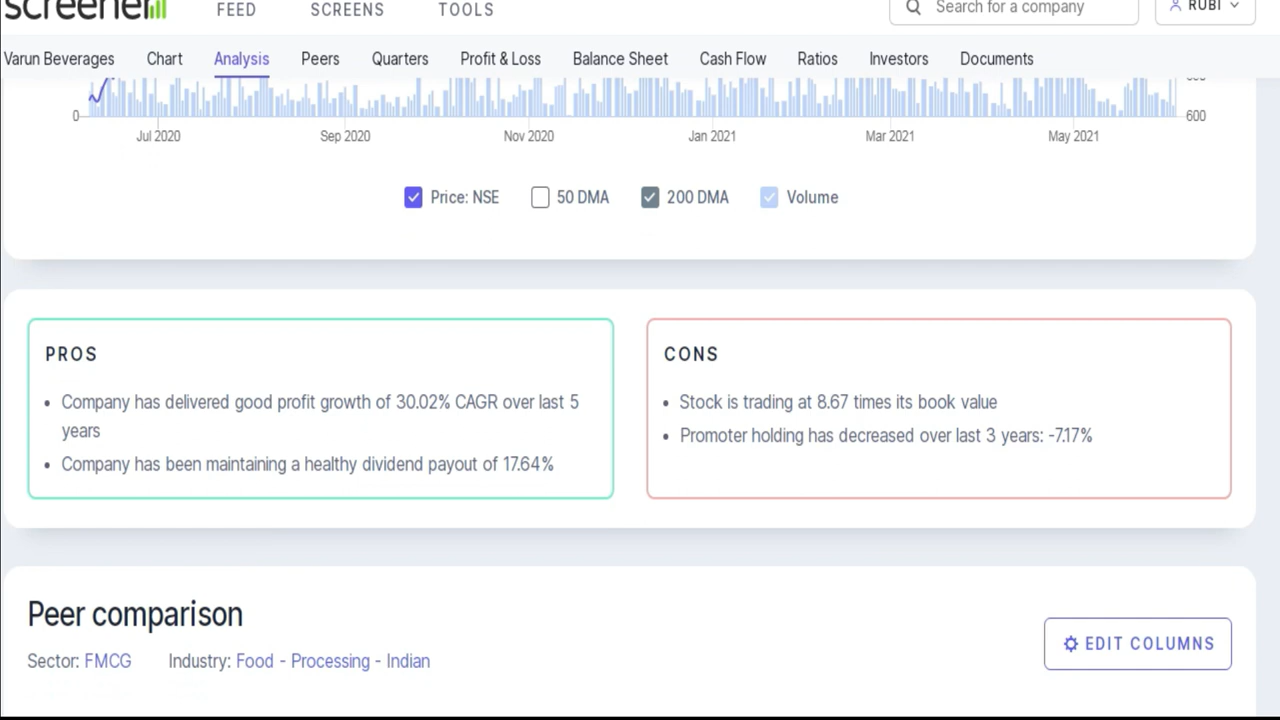 screener
FEED SCREENS TOOLS
Search for a company
RUBI
Varun Beverages Chart Analysis Peers Quarters Profit & Loss Balance Sheet Cash Flow Ratios Investors Documents
0
600
Jul 2020 Sep 2020 Nov 2020 Jan 2021 Mar 2021 May 2021
Price: NSE 50 DMA 200 DMA Volume
PROS
• Company has delivered good profit growth of 30.02% CAGR over last 5
years
• Company has been maintaining a healthy dividend payout of 17.64%
CONS
• Stock is trading at 8.67 times its book value
• Promoter holding has decreased over last 3 years: -7.17%
Peer comparison
Sector: FMCG Industry: Food - Processing - Indian
EDIT COLUMNS